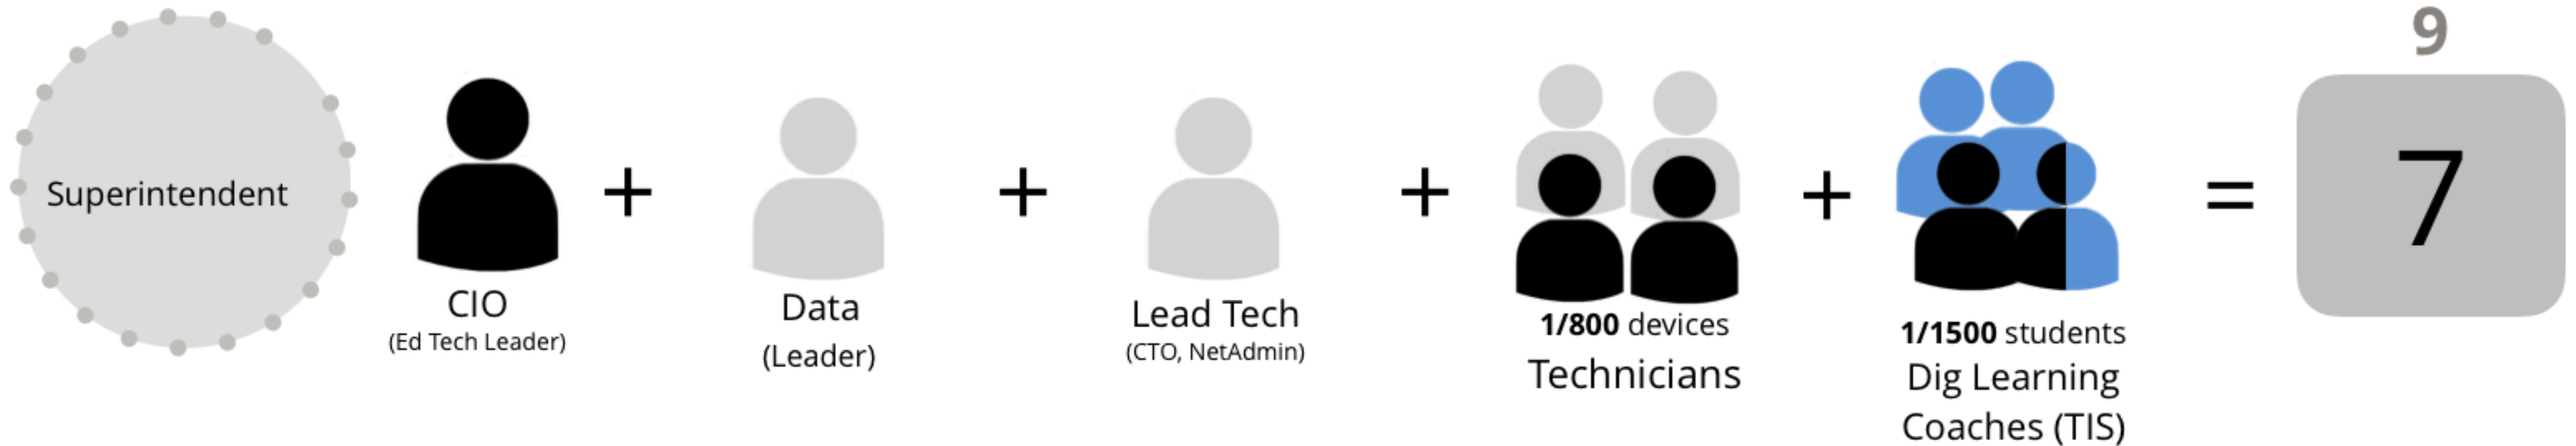 Superintendent
CIO
(Ed Tech Leader)
+
Data
(Leader)
+
Lead Tech
(CTO, NetAdmin)
+
1/800 devices
Technicians
+
1/1500 students
Dig Learning
Coaches (TIS)
=
9
7